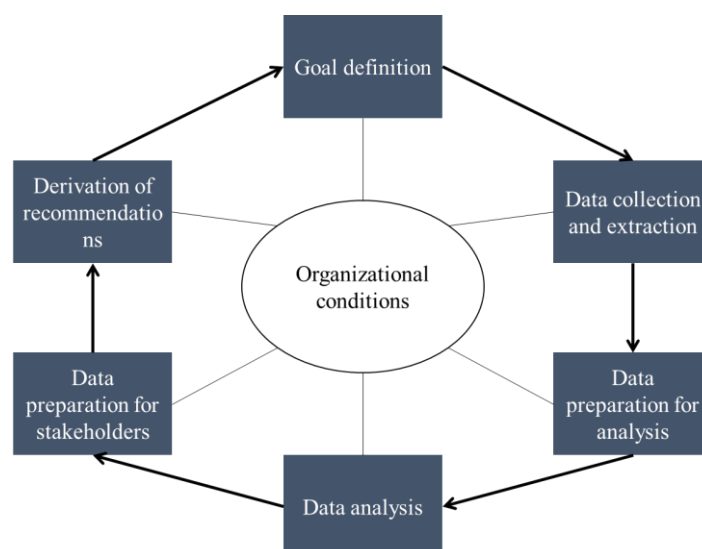 Goal definition
Derivation of
recommendatio
ns
Data collection
and extraction
Organizational
conditions
Data
preparation for
stakeholders
Data
preparation for
analysis
Data analysis